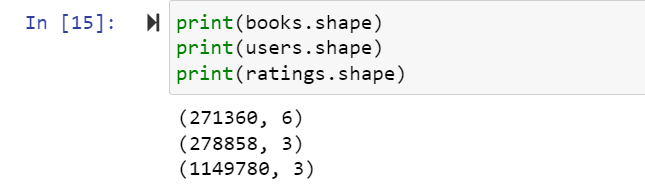 In [15]: print(books.shape)
print(users.shape)
print(ratings.shape)
(271360, 6)
(278858, 3)
(1149780, 3)